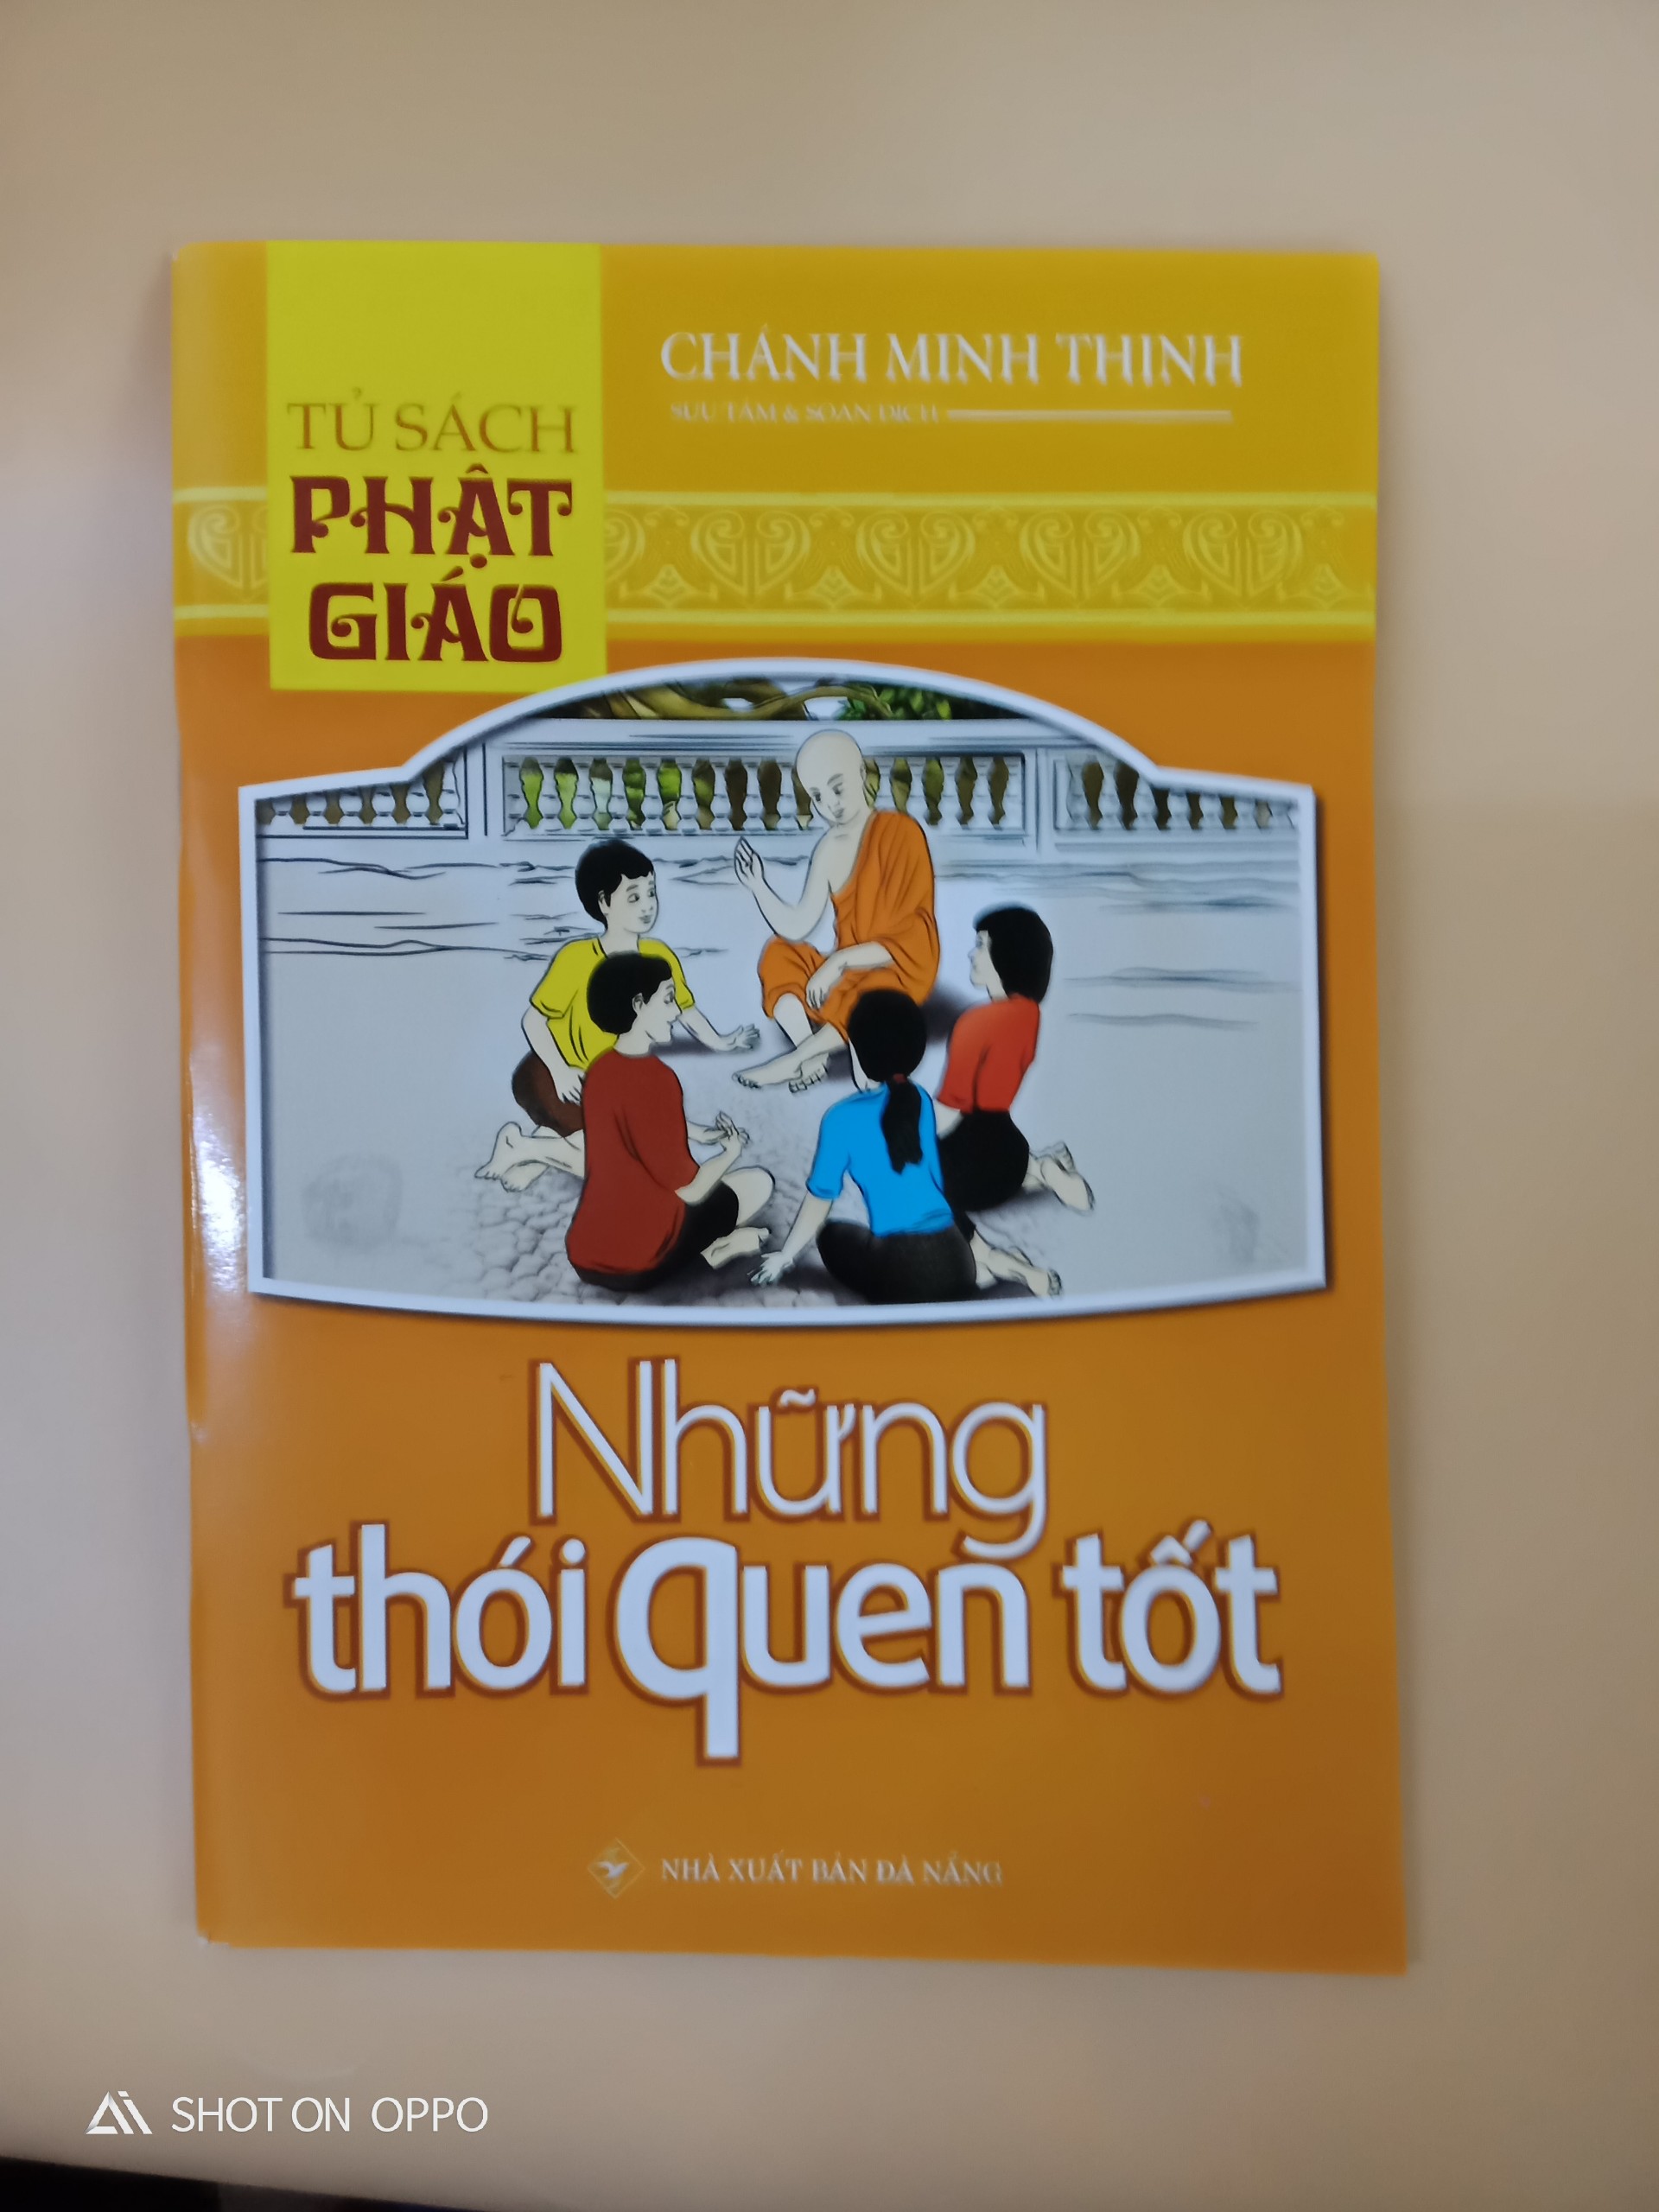 CHÁNH MINH THỊNH
SƯU TẦM & SOẠN DỊCH
TỦ SÁCH
PHẬT
GIÁO
Những
thói quen tốt
NHÀ XUẤT BẢN ĐÀ NẴNG
SHOT ON OPPO